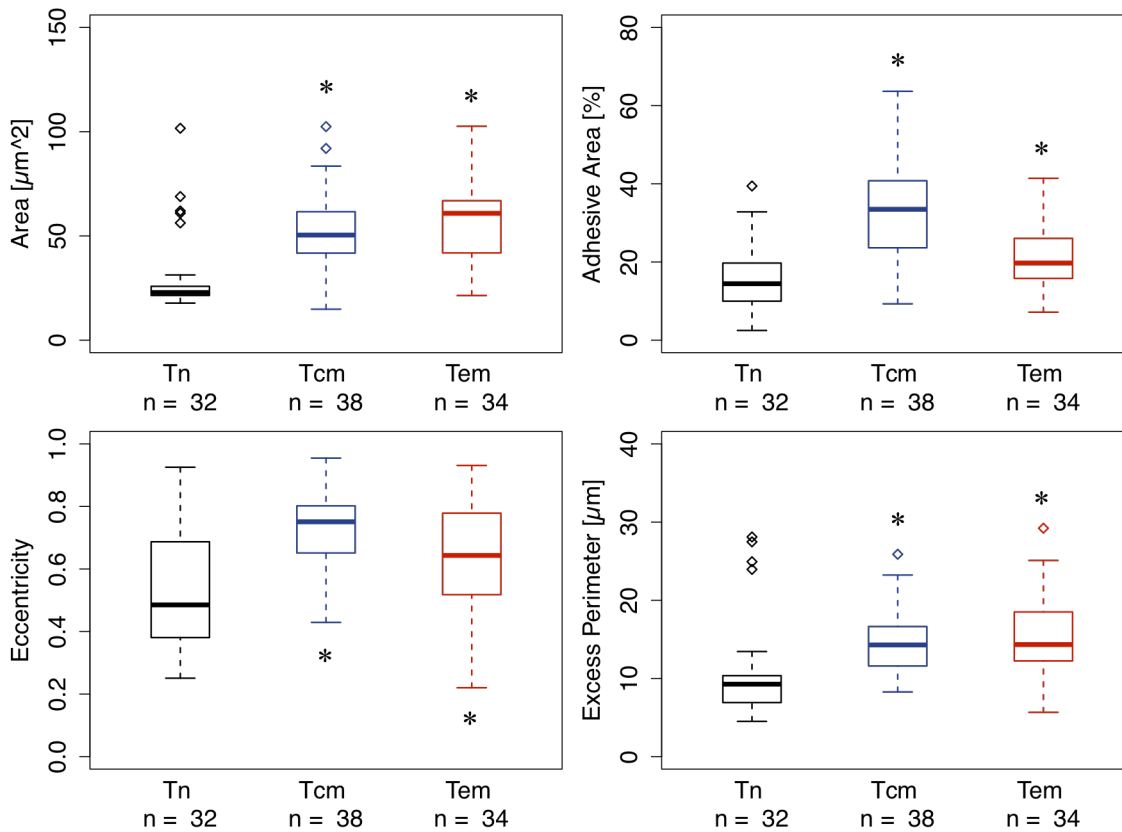 Area [µm^2]
0 50 100 150
* *
Tn Tcm Tem
n = 32 n = 38 n = 34
Adhesive Area [%]
0 20 40 60 80
* *
Tn Tcm Tem
n = 32 n = 38 n = 34
Eccentricity
0.0 0.2 0.4 0.6 0.8 1.0
* *
Tn Tcm Tem
n = 32 n = 38 n = 34
Excess Perimeter [µm]
0 10 20 30 40
* *
Tn Tcm Tem
n = 32 n = 38 n = 34